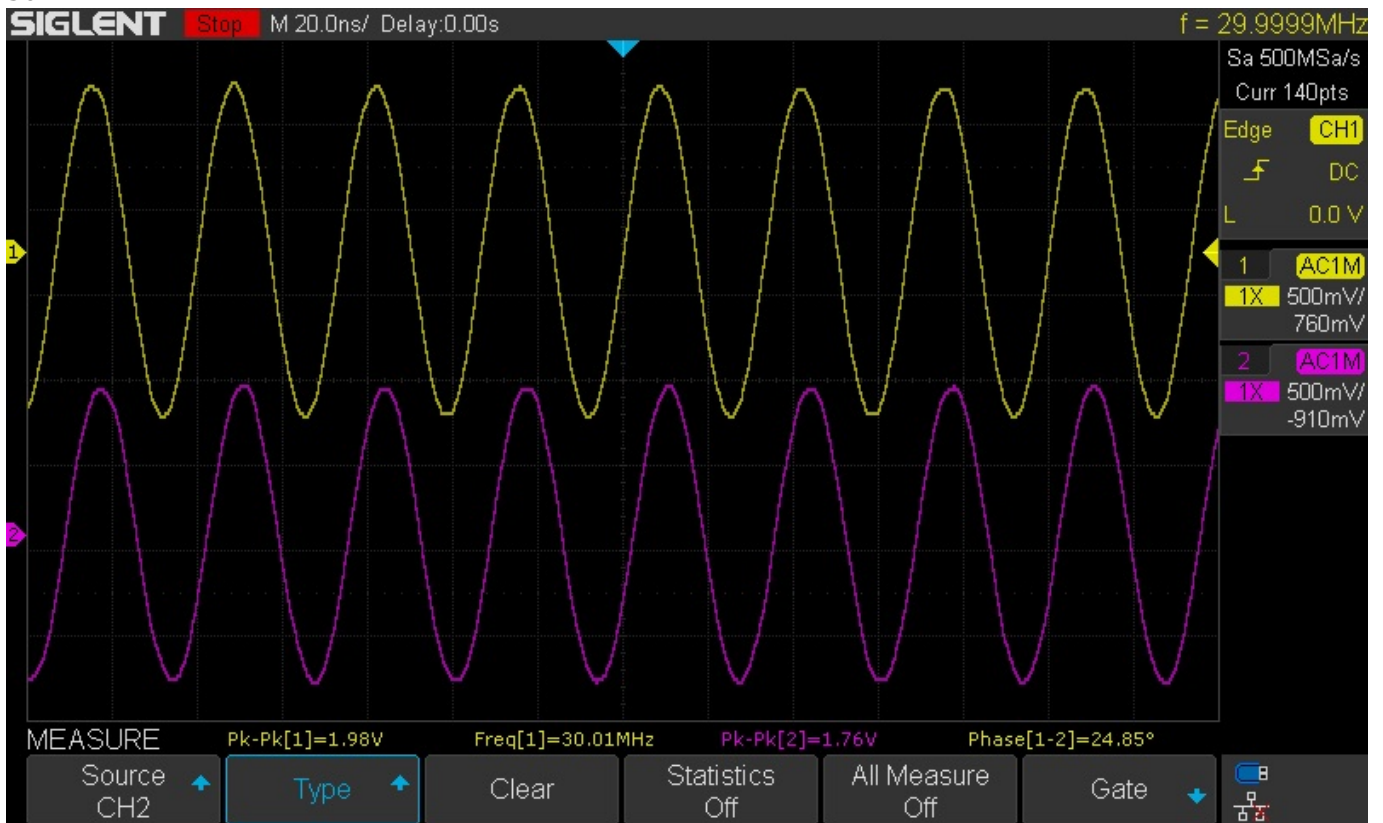 SIGLENT Stop M 20.0ns/ Delay:0.00s f = 29.9999MHz
Sa 500MSa/s
Curr 140pts
Edge CH1
DC
L 0.0 V
1
1 AC1M
1X 500mV/
760mV
2 AC1M
1X 500mV/
-910mV
2
MEASURE Pk-Pk[1]=1.98V Freq[1]=30.01MHz Pk-Pk[2]=1.76V Phase[1-2]=24.85°
Source CH2
Type
Clear
Statistics Off
All Measure Off
Gate